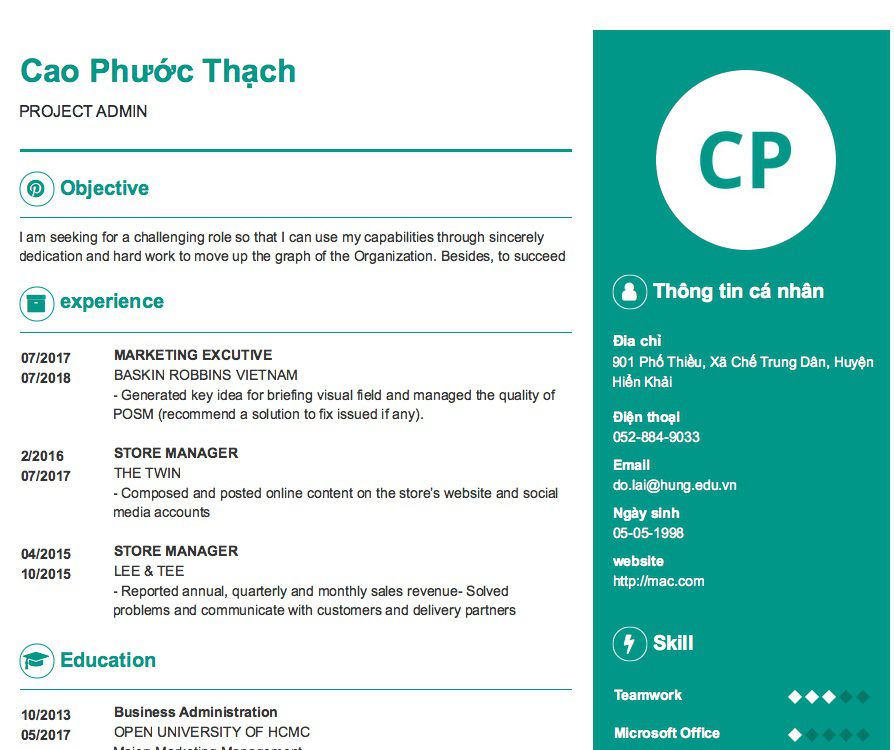 Cao Phước Thạch
PROJECT ADMIN
Objective
I am seeking for a challenging role so that I can use my capabilities through sincerely
dedication and hard work to move up the graph of the Organization. Besides, to succeed
experience
07/2017
07/2018
MARKETING EXCUTIVE
BASKIN ROBBINS VIETNAM
- Generated key idea for briefing visual field and managed the quality of
POSM (recommend a solution to fix issued if any).
2/2016
07/2017
STORE MANAGER
THE TWIN
- Composed and posted online content on the store's website and social
media accounts
04/2015
10/2015
STORE MANAGER
LEE & TEE
- Reported annual, quarterly and monthly sales revenue- Solved
problems and communicate with customers and delivery partners
Education
10/2013
05/2017
Business Administration
OPEN UNIVERSITY OF HCMC
Major: Marketing Management
CP
Thông tin cá nhân
Địa chỉ
901 Phố Thiều, Xã Chế Trung Dân, Huyện
Hiển Khải
Điện thoại
052-884-9033
Email
do.lai@hung.edu.vn
Ngày sinh
05-05-1998
website
http://mac.com
Skill
Teamwork
Microsoft Office